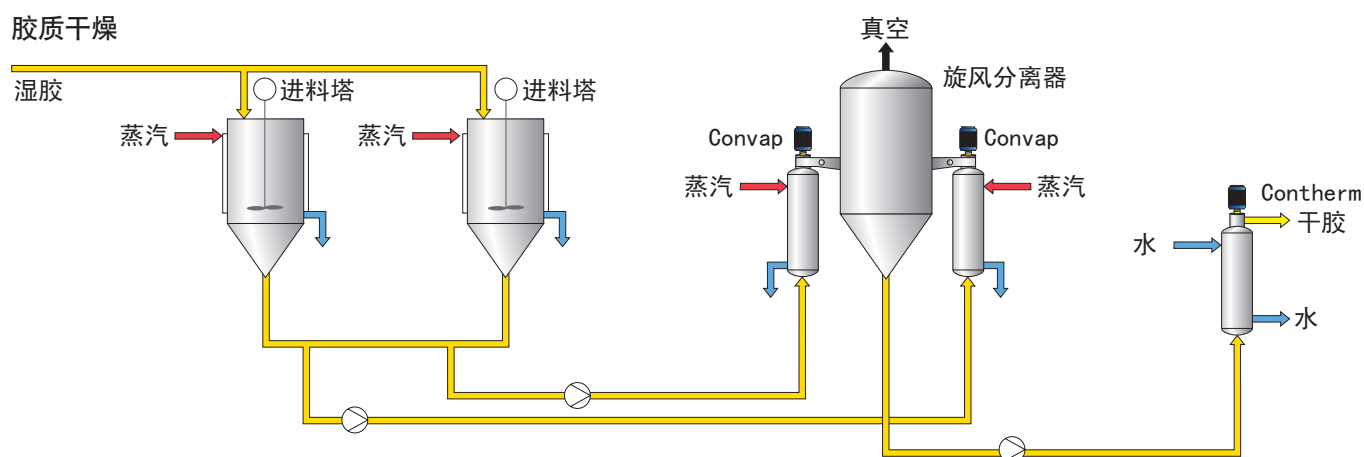 胶质干燥
真空
湿胶
进料塔
进料塔
旋风分离器
蒸汽
蒸汽
Convap
Convap
蒸汽
蒸汽
Contherm
干胶
水
水